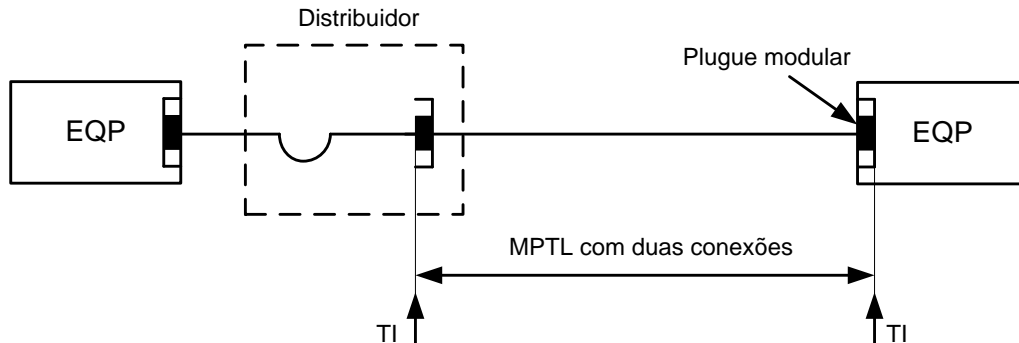 Distribuidor
Plugue modular
EQP
EQP
MPTL com duas conexões
TI
TI